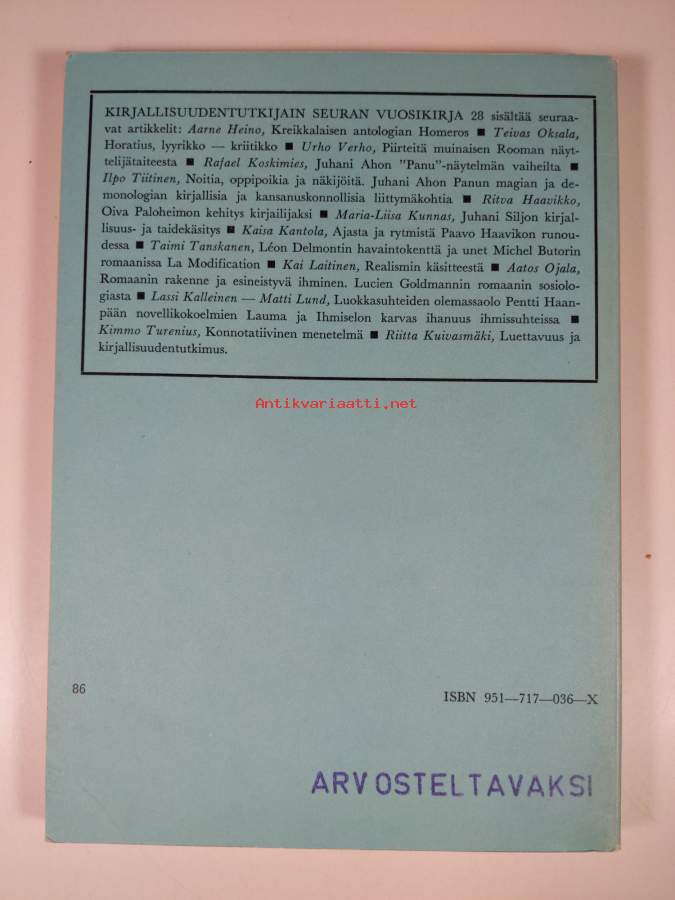 KIRJALLISUUDENTUTKIJAIN SEURAN VUOSIKIRJA 28 sisältää seuraa-
vat artikkelit: Aarne Heino, Kreikkalaisen antologian Homeros ■ Teivas Oksala,
Horatius, lyyrikko — kriitikko ■ Urho Verho, Piirteitä muinaisen Rooman näyt-
telijätaiteesta ■ Rafael Koskimies, Juhani Ahon "Panu"-näytelmän vaiheilta ■
Ilpo Tiitinen, Noitia, oppipoikia ja näkijöitä. Juhani Ahon Panun magian ja de-
monologian kirjallisia ja kansanuskonnollisia liittymäkohtia ■ Ritva Haavikko,
Oiva Paloheimon kehitys kirjailijaksi ■ Maria-Liisa Kunnas, Juhani Siljon kirjal-
lisuus- ja taidekäsitys ■ Kaisa Kantola, Ajasta ja rytmistä Paavo Haavikon runou-
dessa ■ Taimi Tanskanen, Léon Delmontin havaintokenttä ja unet Michel Butorin
romaanissa La Modification ■ Kai Laitinen, Realismin käsitteestä ■ Aatos Ojala,
Romaanin rakenne ja esineistyvä ihminen. Lucien Goldmannin romaanin sosiolo-
giasta ■ Lassi Kalleinen — Matti Lund, Luokkasuhteiden olemassaolo Pentti Haan-
pään novellikokoelmien Lauma ja Ihmiselon karvas ihanuus ihmissuhteissa ■
Kimmo Turenius, Konnotatiivinen menetelmä ■ Riitta Kuivasmäki, Luettavuus ja
kirjallisuudentutkimus.
Antikvariaatti.net
86
ISBN 951—717—036—X
ARVOSTELTAVAKSI